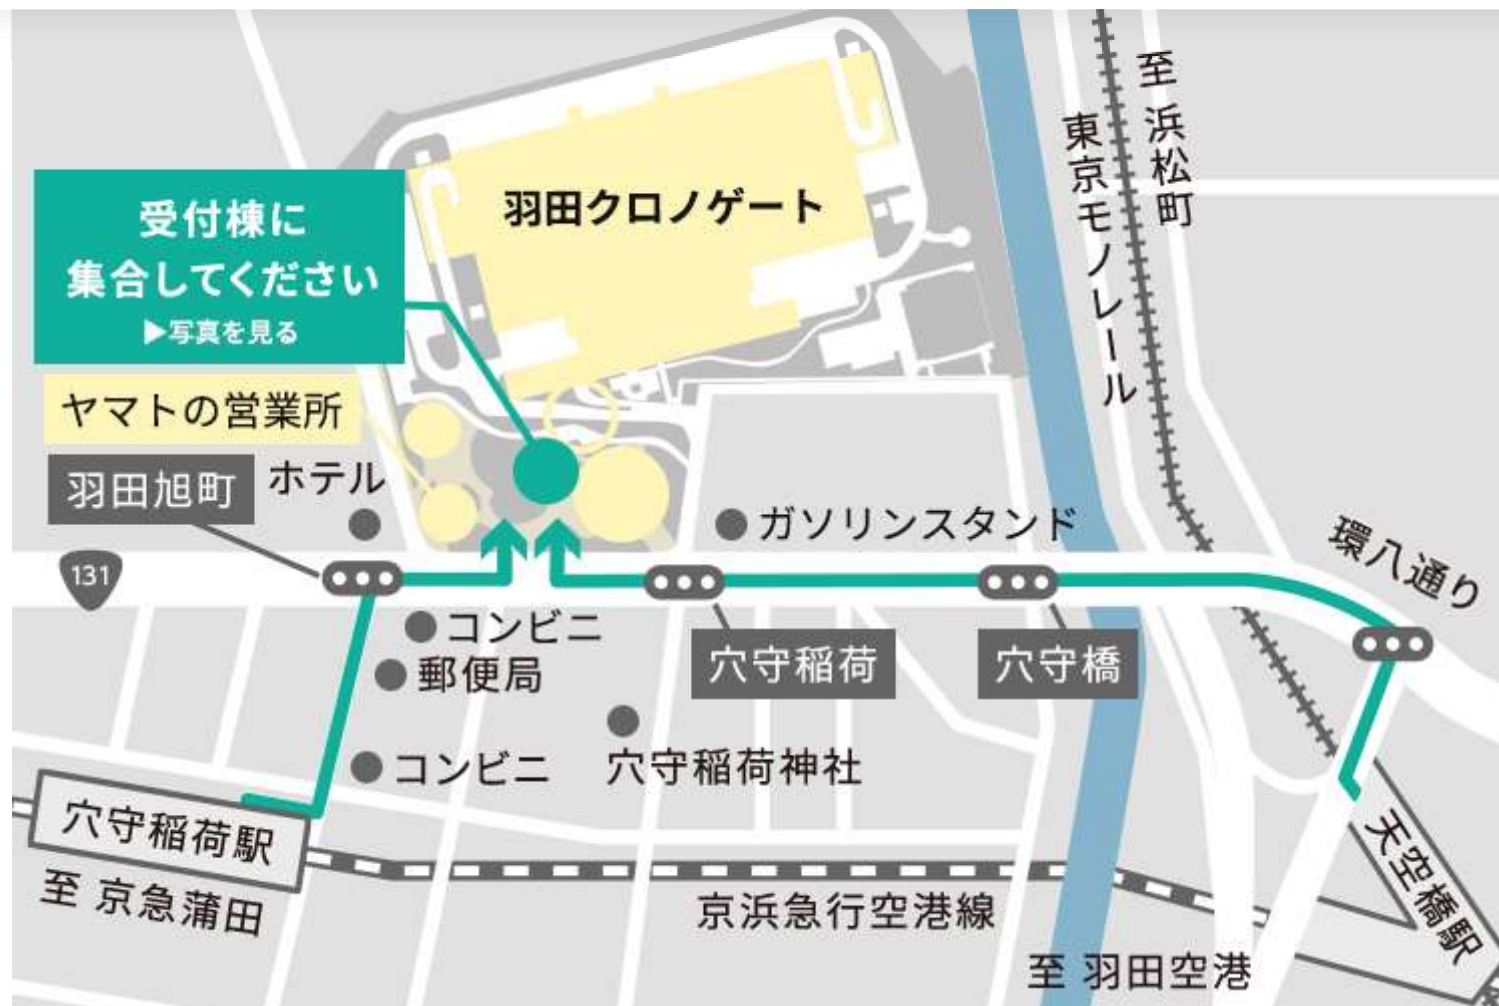 至 浜松町
東京モノレール
羽田クロノゲート
受付棟に
集合してください
▶写真を見る
ヤマトの営業所
羽田旭町
ホテル
ガソリンスタンド
環八通り
131
コンビニ
郵便局
穴守稲荷
穴守橋
コンビニ
穴守稲荷神社
穴守稲荷駅
至 京急蒲田
京浜急行空港線
天空橋駅
至 羽田空港